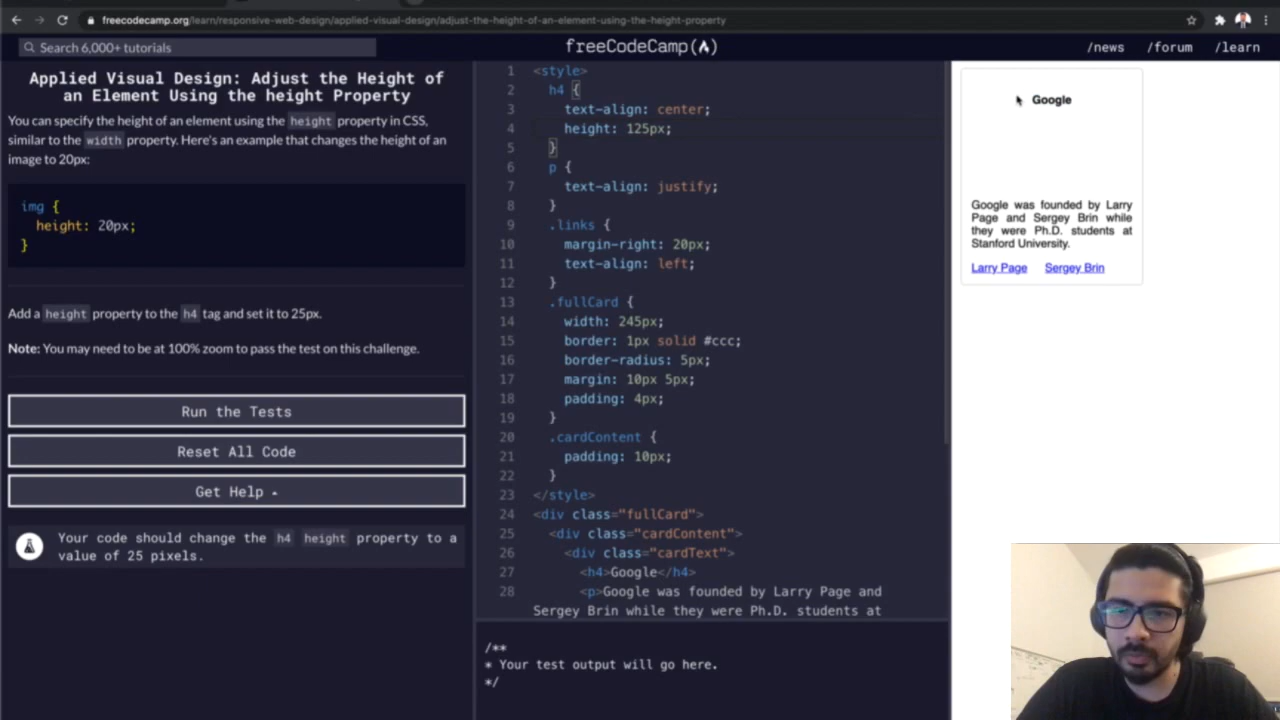 freecodecamp.org/learn/responsive-web-design/applied-visual-design/adjust-the-height-of-an-element-using-the-height-property
Search 6,000+ tutorials
freeCodeCamp(🔥)
/news /forum /learn
Applied Visual Design: Adjust the Height of
an Element Using the height Property
You can specify the height of an element using the height property in CSS,
similar to the width property. Here's an example that changes the height of an
image to 20px:
img {
height: 20px;
}
Add a height property to the h4 tag and set it to 25px.
Note: You may need to be at 100% zoom to pass the test on this challenge.
Run the Tests
Reset All Code
Get Help
Your code should change the h4 height property to a
value of 25 pixels.
1 <style>
2 h4 {
3 text-align: center;
4 height: 125px;
5 }
6 p {
7 text-align: justify;
8 }
9 .links {
10 margin-right: 20px;
11 text-align: left;
12 }
13 .fullCard {
14 width: 245px;
15 border: 1px solid #ccc;
16 border-radius: 5px;
17 margin: 10px 5px;
18 padding: 4px;
19 }
20 .cardContent {
21 padding: 10px;
22 }
23 </style>
24 <div class="fullCard">
25 <div class="cardContent">
26 <div class="cardText">
27 <h4>Google</h4>
28 <p>Google was founded by Larry Page and
Sergey Brin while they were Ph.D. students at
/**
* Your test output will go here.
*/
Google
Google was founded by Larry
Page and Sergey Brin while
they were Ph.D. students at
Stanford University.
Larry Page Sergey Brin